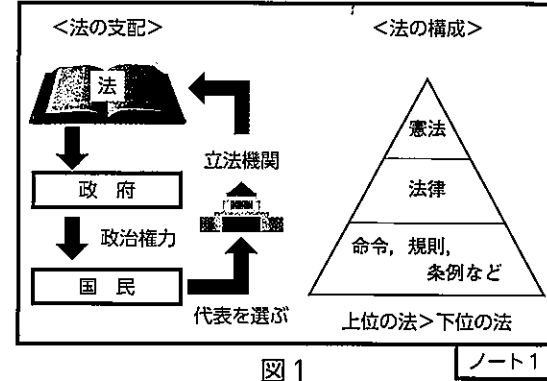 <法の支配>
法
政府
政治権力
国民
代表を選ぶ
立法機関
<法の構成>
憲法
法律
命令，規則，
条例など
上位の法>下位の法
図1
ノート1